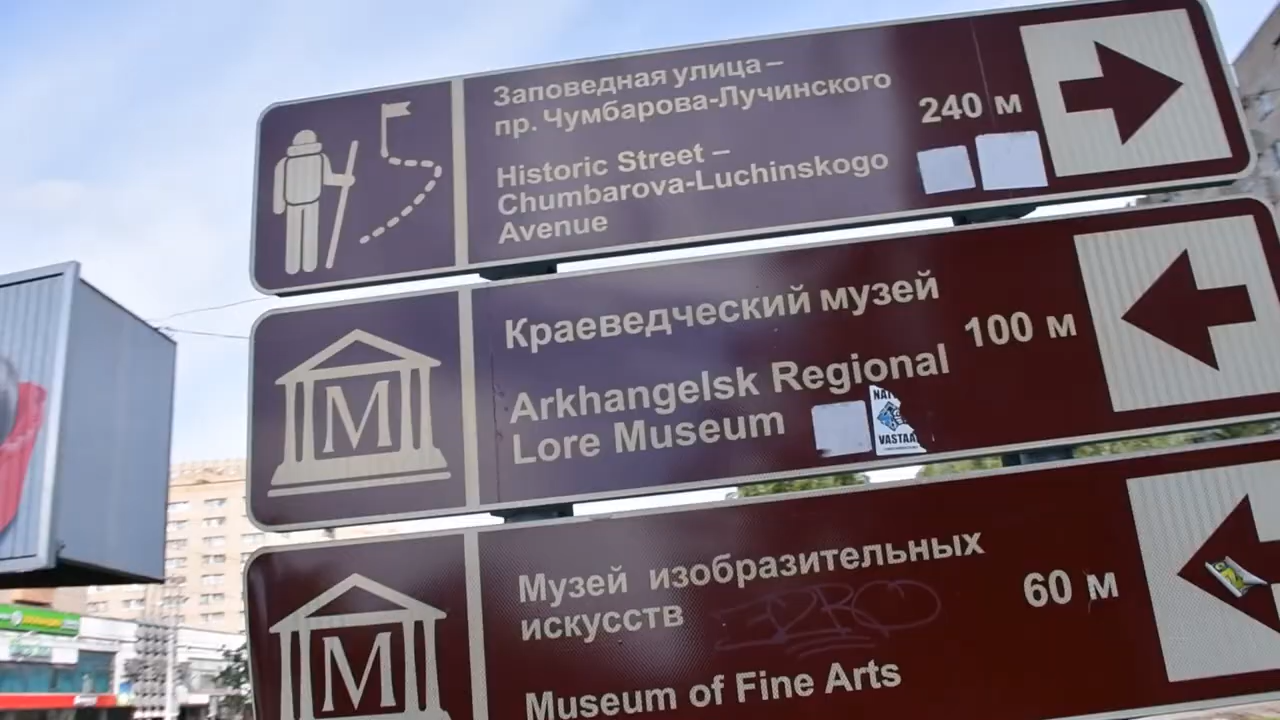 Заповедная улица –
пр. Чумбарова-Лучинского
240 м
Historic Street –
Chumbarova-Luchinskogo
Avenue
Краеведческий музей
100 м
Arkhangelsk Regional
Lore Museum
M
VASTAA
Музей изобразительных
искусств
60 м
Museum of Fine Arts
M